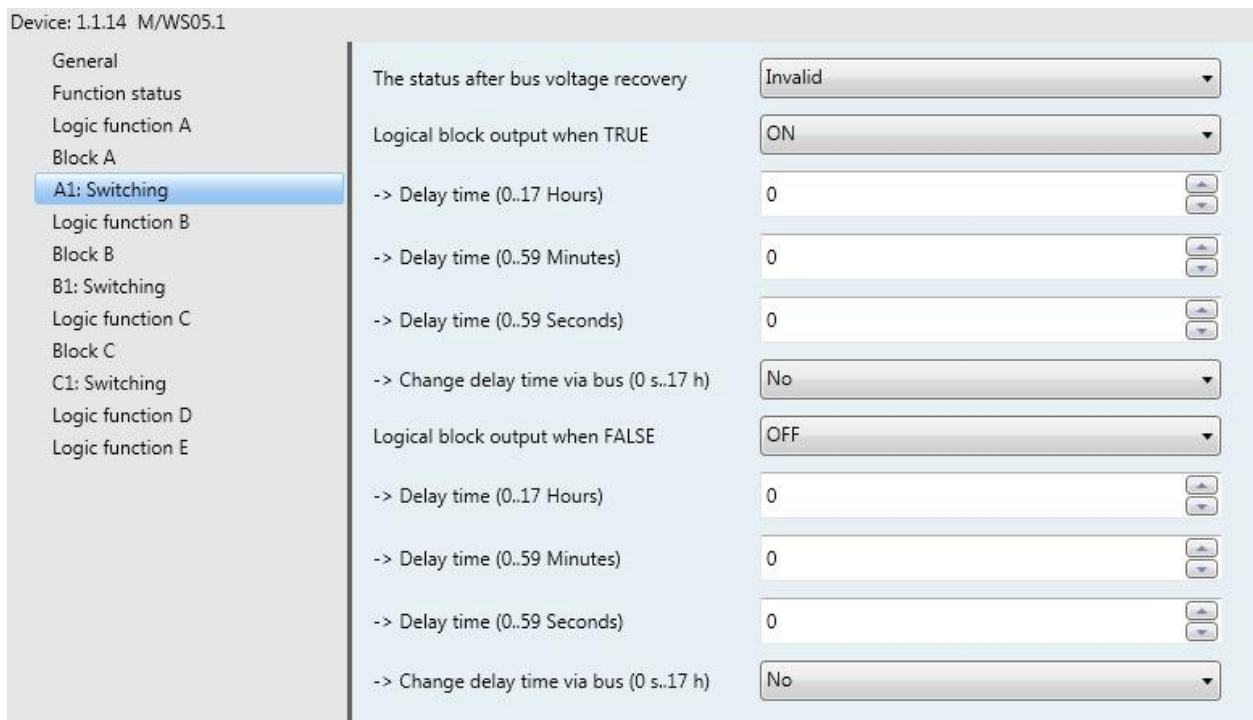 Device: 1.1.14 M/WS05.1
General
Function status
Logic function A
Block A
A1: Switching
Logic function B
Block B
B1: Switching
Logic function C
Block C
C1: Switching
Logic function D
Logic function E
The status after bus voltage recovery Invalid
Logical block output when TRUE ON
-> Delay time (0..17 Hours) 0
-> Delay time (0..59 Minutes) 0
-> Delay time (0..59 Seconds) 0
-> Change delay time via bus (0 s..17 h) No
Logical block output when FALSE OFF
-> Delay time (0..17 Hours) 0
-> Delay time (0..59 Minutes) 0
-> Delay time (0..59 Seconds) 0
-> Change delay time via bus (0 s..17 h) No